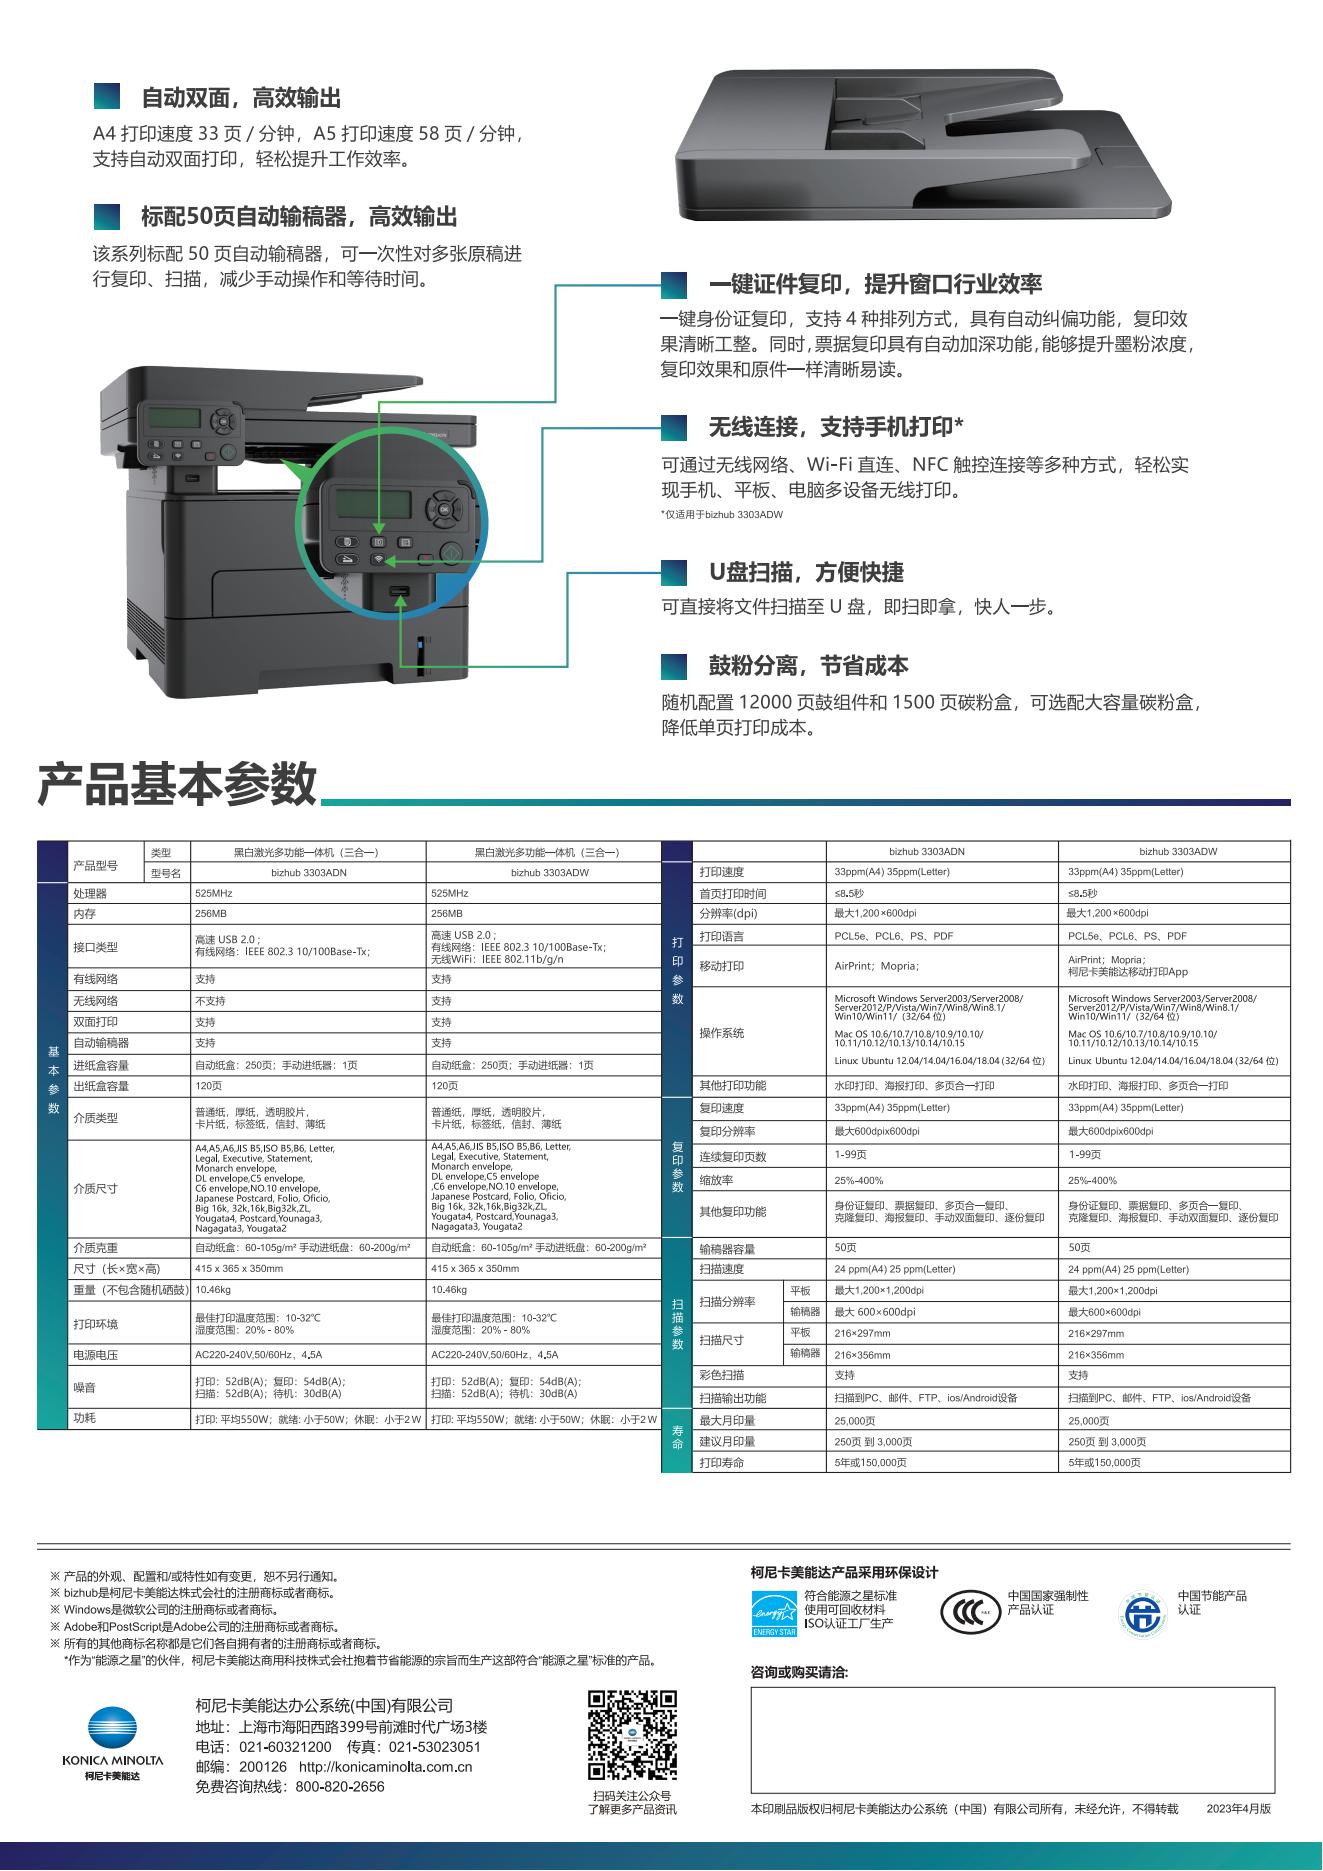 自动双面，高效输出
A4 打印速度 33 页 / 分钟，A5 打印速度 58 页 / 分钟，
支持自动双面打印，轻松提升工作效率。
标配50页自动输稿器，高效输出
该系列标配 50 页自动输稿器，可一次性对多张原稿进
行复印、扫描，减少手动操作和等待时间。
一键证件复印，提升窗口行业效率
一键身份证复印，支持 4 种排列方式，具有自动纠偏功能，复印效
果清晰工整。同时，票据复印具有自动加深功能，能够提升墨粉浓度，
复印效果和原件一样清晰易读。
无线连接，支持手机打印*
可通过无线网络、Wi-Fi 直连、NFC 触控连接等多种方式，轻松实
现手机、平板、电脑多设备无线打印。
*仅适用于bizhub 3303ADW
U盘扫描，方便快捷
可直接将文件扫描至 U 盘，即扫即拿，快人一步。
鼓粉分离，节省成本
随机配置 12000 页鼓组件和 1500 页碳粉盒，可选配大容量碳粉盒，
降低单页打印成本。
OK
产品基本参数
产品型号 类型 黑白激光多功能一体机（三合一） 黑白激光多功能一体机（三合一）
型号名 bizhub 3303ADN bizhub 3303ADW
基本参数
处理器 525MHz 525MHz
内存 256MB 256MB
接口类型
高速 USB 2.0 ;
有线网络：IEEE 802.3 10/100Base-Tx；
高速 USB 2.0 ;
有线网络：IEEE 802.3 10/100Base-Tx；
无线WiFi：IEEE 802.11b/g/n
有线网络 支持 支持
无线网络 不支持 支持
双面打印 支持 支持
自动输稿器 支持 支持
进纸盒容量 自动纸盒：250页；手动进纸器：1页 自动纸盒：250页；手动进纸器：1页
出纸盒容量 120页 120页
介质类型
普通纸，厚纸，透明胶片，
卡片纸，标签纸，信封、薄纸
普通纸，厚纸，透明胶片，
卡片纸，标签纸，信封、薄纸
介质尺寸
A4,A5,A6,JIS B5,ISO B5,B6, Letter,
Legal, Executive, Statement,
Monarch envelope,
DL envelope,C5 envelope,
C6 envelope,NO.10 envelope,
Japanese Postcard, Folio, Oficio,
Big 16k, 32k,16k,Big32k,ZL,
Yougata4, Postcard,Younaga3,
Nagagata3, Yougata2
A4,A5,A6,JIS B5,ISO B5,B6, Letter,
Legal, Executive, Statement,
Monarch envelope,
DL envelope,C5 envelope
,C6 envelope,NO.10 envelope,
Japanese Postcard, Folio, Oficio,
Big 16k, 32k,16k,Big32k,ZL,
Yougata4, Postcard,Younaga3,
Nagagata3, Yougata2
介质克重 自动纸盒：60-105g/m² 手动进纸盘：60-200g/m² 自动纸盒：60-105g/m² 手动进纸盘：60-200g/m²
尺寸（长×宽×高) 415 x 365 x 350mm 415 x 365 x 350mm
重量（不包含随机硒鼓) 10.46kg 10.46kg
打印环境
最佳打印温度范围：10-32℃
湿度范围：20% - 80%
最佳打印温度范围：10-32℃
湿度范围：20% - 80%
电源电压 AC220-240V,50/60Hz，4.5A AC220-240V,50/60Hz，4.5A
噪音
打印：52dB(A)；复印：54dB(A)；
扫描：52dB(A)；待机：30dB(A)
打印：52dB(A)；复印：54dB(A)；
扫描：52dB(A)；待机：30dB(A)
功耗 打印: 平均550W；就绪: 小于50W；休眠：小于2 W 打印: 平均550W；就绪: 小于50W；休眠：小于2 W
bizhub 3303ADN bizhub 3303ADW
打印参数
打印速度 33ppm(A4) 35ppm(Letter) 33ppm(A4) 35ppm(Letter)
首页打印时间 ≤8.5秒 ≤8.5秒
分辨率(dpi) 最大1,200 ×600dpi 最大1,200 ×600dpi
打印语言 PCL5e、PCL6、PS、PDF PCL5e、PCL6、PS、PDF
移动打印 AirPrint；Mopria；
AirPrint；Mopria；
柯尼卡美能达移动打印App
操作系统
Microsoft Windows Server2003/Server2008/
Server2012/P/Vista/Win7/Win8/Win8.1/
Win10/Win11/（32/64 位)
Mac OS 10.6/10.7/10.8/10.9/10.10/
10.11/10.12/10.13/10.14/10.15
Linux: Ubuntu 12.04/14.04/16.04/18.04 (32/64 位)
Microsoft Windows Server2003/Server2008/
Server2012/P/Vista/Win7/Win8/Win8.1/
Win10/Win11/（32/64 位)
Mac OS 10.6/10.7/10.8/10.9/10.10/
10.11/10.12/10.13/10.14/10.15
Linux: Ubuntu 12.04/14.04/16.04/18.04 (32/64 位)
其他打印功能 水印打印、海报打印、多页合一打印 水印打印、海报打印、多页合一打印
复印参数
复印速度 33ppm(A4) 35ppm(Letter) 33ppm(A4) 35ppm(Letter)
复印分辨率 最大600dpix600dpi 最大600dpix600dpi
连续复印页数 1-99页 1-99页
缩放率 25%-400% 25%-400%
其他复印功能
身份证复印、票据复印、多页合一复印、
克隆复印、海报复印、手动双面复印、逐份复印
身份证复印、票据复印、多页合一复印、
克隆复印、海报复印、手动双面复印、逐份复印
扫描参数
输稿器容量 50页 50页
扫描速度 24 ppm(A4) 25 ppm(Letter) 24 ppm(A4) 25 ppm(Letter)
扫描分辨率 平板 最大1,200×1,200dpi 最大1,200×1,200dpi
输稿器 最大 600×600dpi 最大600×600dpi
扫描尺寸 平板 216×297mm 216×297mm
输稿器 216×356mm 216×356mm
彩色扫描 支持 支持
扫描输出功能 扫描到PC、邮件、FTP、ios/Android设备 扫描到PC、邮件、FTP、ios/Android设备
寿命
最大月印量 25,000页 25,000页
建议月印量 250页 到 3,000页 250页 到 3,000页
打印寿命 5年或150,000页 5年或150,000页
※ 产品的外观、配置和/或特性如有变更，恕不另行通知。
※ bizhub是柯尼卡美能达株式会社的注册商标或者商标。
※ Windows是微软公司的注册商标或者商标。
※ Adobe和PostScript是Adobe公司的注册商标或者商标。
※ 所有的其他商标名称都是它们各自拥有者的注册商标或者商标。
*作为“能源之星”的伙伴，柯尼卡美能达商用科技株式会社抱着节省能源的宗旨而生产这部符合“能源之星”标准的产品。
柯尼卡美能达产品采用环保设计
energy
ENERGY STAR
符合能源之星标准
使用可回收材料
ISO认证工厂生产
CCC
S&E
中国国家强制性
产品认证
中国节能产品
认证
咨询或购买请洽:
KONICA MINOLTA
柯尼卡美能达
柯尼卡美能达办公系统(中国)有限公司
地址：上海市海阳西路399号前滩时代广场3楼
电话：021-60321200 传真：021-53023051
邮编：200126 http://konicaminolta.com.cn
免费咨询热线：800-820-2656
扫码关注公众号
了解更多产品资讯
本印刷品版权归柯尼卡美能达办公系统（中国）有限公司所有，未经允许，不得转载 2023年4月版